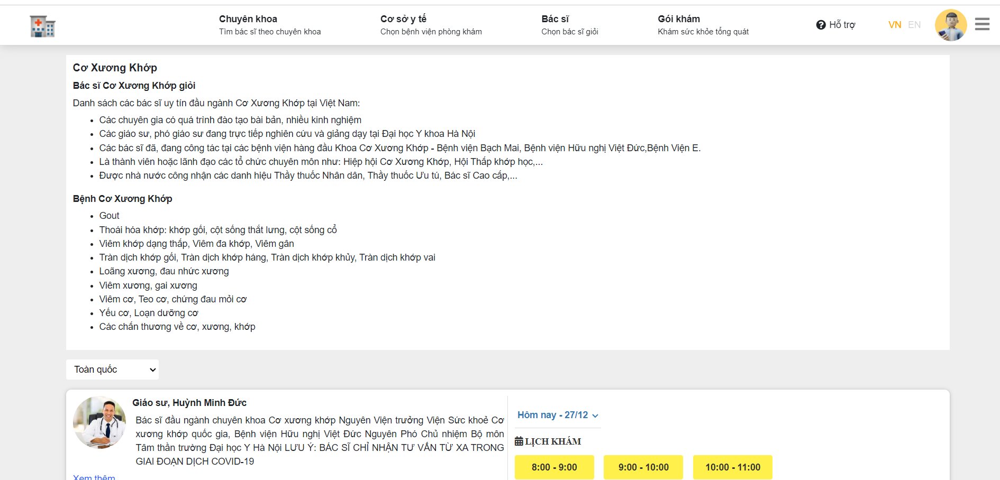 Chuyên khoa
Tìm bác sĩ theo chuyên khoa
Cơ sở y tế
Chọn bệnh viện phòng khám
Bác sĩ
Chọn bác sĩ giỏi
Gói khám
Khám sức khỏe tổng quát
Hỗ trợ
VN EN
Cơ Xương Khớp
Bác sĩ Cơ Xương Khớp giỏi
Danh sách các bác sĩ uy tín đầu ngành Cơ Xương Khớp tại Việt Nam:
Các chuyên gia có quá trình đào tạo bài bản, nhiều kinh nghiệm
Các giáo sư, phó giáo sư đang trực tiếp nghiên cứu và giảng dạy tại Đại học Y khoa Hà Nội
Các bác sĩ đã, đang công tác tại các bệnh viện hàng đầu Khoa Cơ Xương Khớp - Bệnh viện Bạch Mai, Bệnh viện Hữu nghị Việt Đức,Bệnh Viện E.
Là thành viên hoặc lãnh đạo các tổ chức chuyên môn như: Hiệp hội Cơ Xương Khớp, Hội Thấp khớp học,...
Được nhà nước công nhận các danh hiệu Thầy thuốc Nhân dân, Thầy thuốc Ưu tú, Bác sĩ Cao cấp,...
Bệnh Cơ Xương Khớp
Gout
Thoái hóa khớp: khớp gối, cột sống thắt lưng, cột sống cổ
Viêm khớp dạng thấp, Viêm đa khớp, Viêm gân
Tràn dịch khớp gối, Tràn dịch khớp háng, Tràn dịch khớp khủy, Tràn dịch khớp vai
Loãng xương, đau nhức xương
Viêm xương, gai xương
Viêm cơ, Teo cơ, chứng đau mỏi cơ
Yếu cơ, Loạn dưỡng cơ
Các chấn thương về cơ, xương, khớp
Toàn quốc
Giáo sư, Huỳnh Minh Đức
Bác sĩ đầu ngành chuyên khoa Cơ xương khớp Nguyên Viện trưởng Viện Sức khoẻ Cơ
xương khớp quốc gia, Bệnh viện Hữu nghị Việt Đức Nguyên Phó Chủ nhiệm Bộ môn
Tâm thần trường Đại học Y Hà Nội LƯU Ý: BÁC SĨ CHỈ NHẬN TƯ VẤN TỪ XA TRONG
GIAI ĐOẠN DỊCH COVID-19
Xem thêm
Hôm nay - 27/12
LỊCH KHÁM
8:00 - 9:00
9:00 - 10:00
10:00 - 11:00